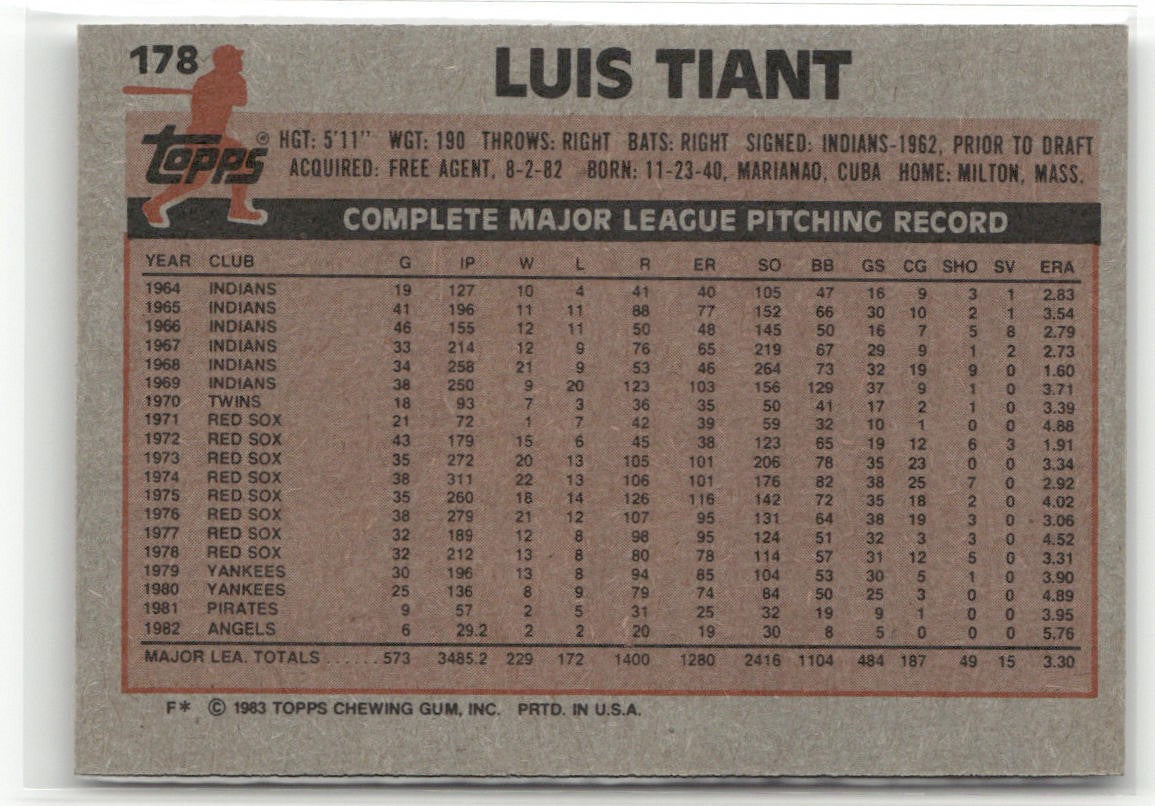 178
LUIS TIANT
topps ®
HGT: 5'11" WGT: 190 THROWS: RIGHT BATS: RIGHT SIGNED: INDIANS-1962, PRIOR TO DRAFT
ACQUIRED: FREE AGENT, 8-2-82 BORN: 11-23-40, MARIANAO, CUBA HOME: MILTON, MASS.
COMPLETE MAJOR LEAGUE PITCHING RECORD
YEAR CLUB G IP W L R ER SO BB GS CG SHO SV ERA
1964 INDIANS 19 127 10 4 41 40 105 47 16 9 3 1 2.83
1965 INDIANS 41 196 11 11 88 77 152 66 30 10 2 1 3.54
1966 INDIANS 46 155 12 11 50 48 145 50 16 7 5 8 2.79
1967 INDIANS 33 214 12 9 76 65 219 67 29 9 1 2 2.73
1968 INDIANS 34 258 21 9 53 46 264 73 32 19 9 0 1.60
1969 INDIANS 38 250 9 20 123 103 156 129 37 9 1 0 3.71
1970 TWINS 18 93 7 3 36 35 50 41 17 2 1 0 3.39
1971 RED SOX 21 72 1 7 42 39 59 32 10 1 0 0 4.88
1972 RED SOX 43 179 15 6 45 38 123 65 19 12 6 3 1.91
1973 RED SOX 35 272 20 13 105 101 206 78 35 23 0 0 3.34
1974 RED SOX 38 311 22 13 106 101 176 82 38 25 7 0 2.92
1975 RED SOX 35 260 18 14 126 116 142 72 35 18 2 0 4.02
1976 RED SOX 38 279 21 12 107 95 131 64 38 19 3 0 3.06
1977 RED SOX 32 189 12 8 98 95 124 51 32 3 3 0 4.52
1978 RED SOX 32 212 13 8 80 78 114 57 31 12 5 0 3.31
1979 YANKEES 30 196 13 8 94 85 104 53 30 5 1 0 3.90
1980 YANKEES 25 136 8 9 79 74 84 50 25 3 0 0 4.89
1981 PIRATES 9 57 2 5 31 25 32 19 9 1 0 0 3.95
1982 ANGELS 6 29.2 2 2 20 19 30 8 5 0 0 0 5.76
MAJOR LEA. TOTALS ...... 573 3485.2 229 172 1400 1280 2416 1104 484 187 49 15 3.30
F* © 1983 TOPPS CHEWING GUM, INC. PRTD. IN U.S.A.